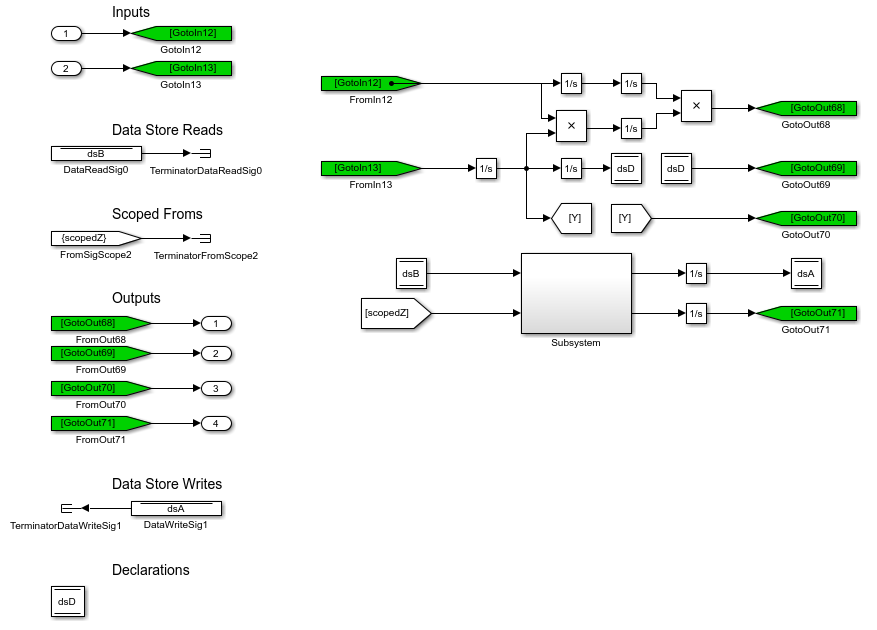 Inputs
1
[GotoIn12]
GotoIn12
2
[GotoIn13]
GotoIn13
Data Store Reads
dsB
DataReadSig0
TerminatorDataReadSig0
Scoped Froms
{scopedZ}
FromSigScope2
TerminatorFromScope2
Outputs
[GotoOut68]
1
FromOut68
[GotoOut69]
2
FromOut69
[GotoOut70]
3
FromOut70
[GotoOut71]
4
FromOut71
Data Store Writes
dsA
TerminatorDataWriteSig1
DataWriteSig1
Declarations
dsD
[GotoIn12]
FromIn12
1/s
1/s
×
×
1/s
[GotoOut68]
GotoOut68
[GotoIn13]
FromIn13
1/s
1/s
dsD
dsD
[GotoOut69]
GotoOut69
[Y]
[Y]
[GotoOut70]
GotoOut70
dsB
1/s
dsA
[scopedZ]
1/s
[GotoOut71]
GotoOut71
Subsystem